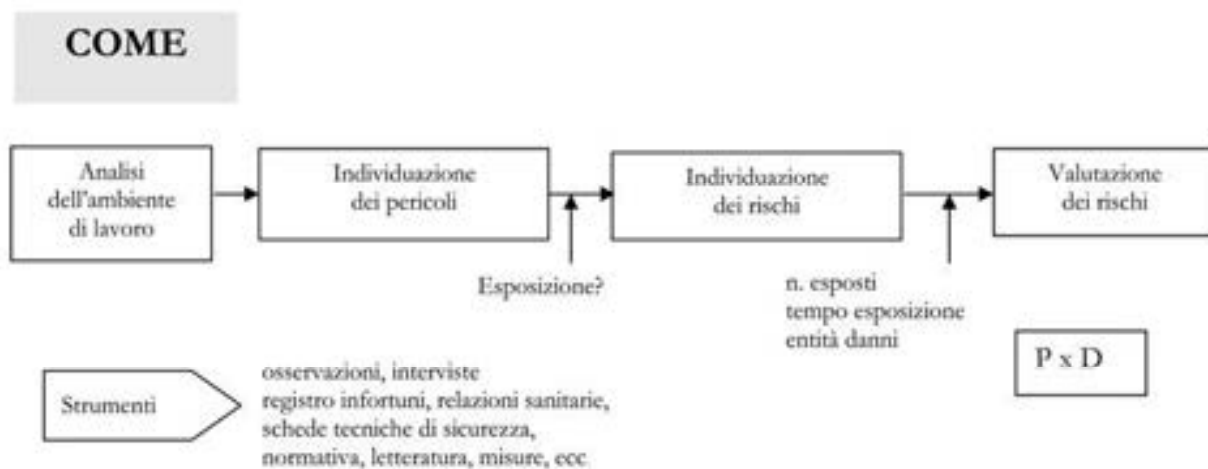 COME
Analisi
dell'ambiente
di lavoro
Individuazione
dei pericoli
Individuazione
dei rischi
Valutazione
dei rischi
Esposizione?
n. esposti
tempo esposizione
entità danni
P x D
Strumenti
osservazioni, interviste
registro infortuni, relazioni sanitarie,
schede tecniche di sicurezza,
normativa, letteratura, misure, ecc